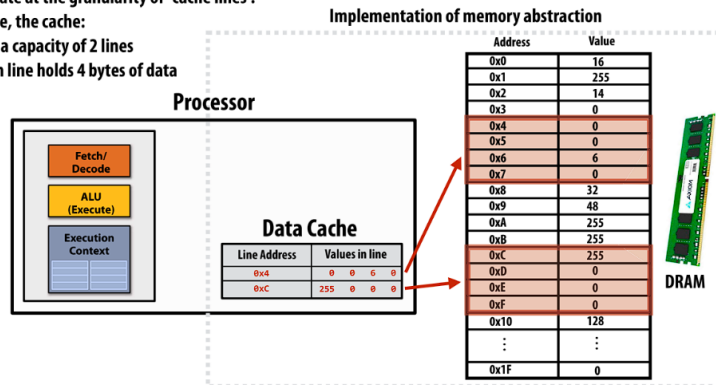 ate at the granularity of "cache lines".
e, the cache:
a capacity of 2 lines
line holds 4 bytes of data
Implementation of memory abstraction
Processor
Fetch/
Decode
ALU
(Execute)
Execution
Context
Data Cache
Line Address Values in line
0x4 0 0 6 0
0xC 255 0 0 0
Address Value
0x0 16
0x1 255
0x2 14
0x3 0
0x4 0
0x5 0
0x6 6
0x7 0
0x8 32
0x9 48
0xA 255
0xB 255
0xC 255
0xD 0
0xE 0
0xF 0
0x10 128
⋮ ⋮
0x1F 0
DRAM